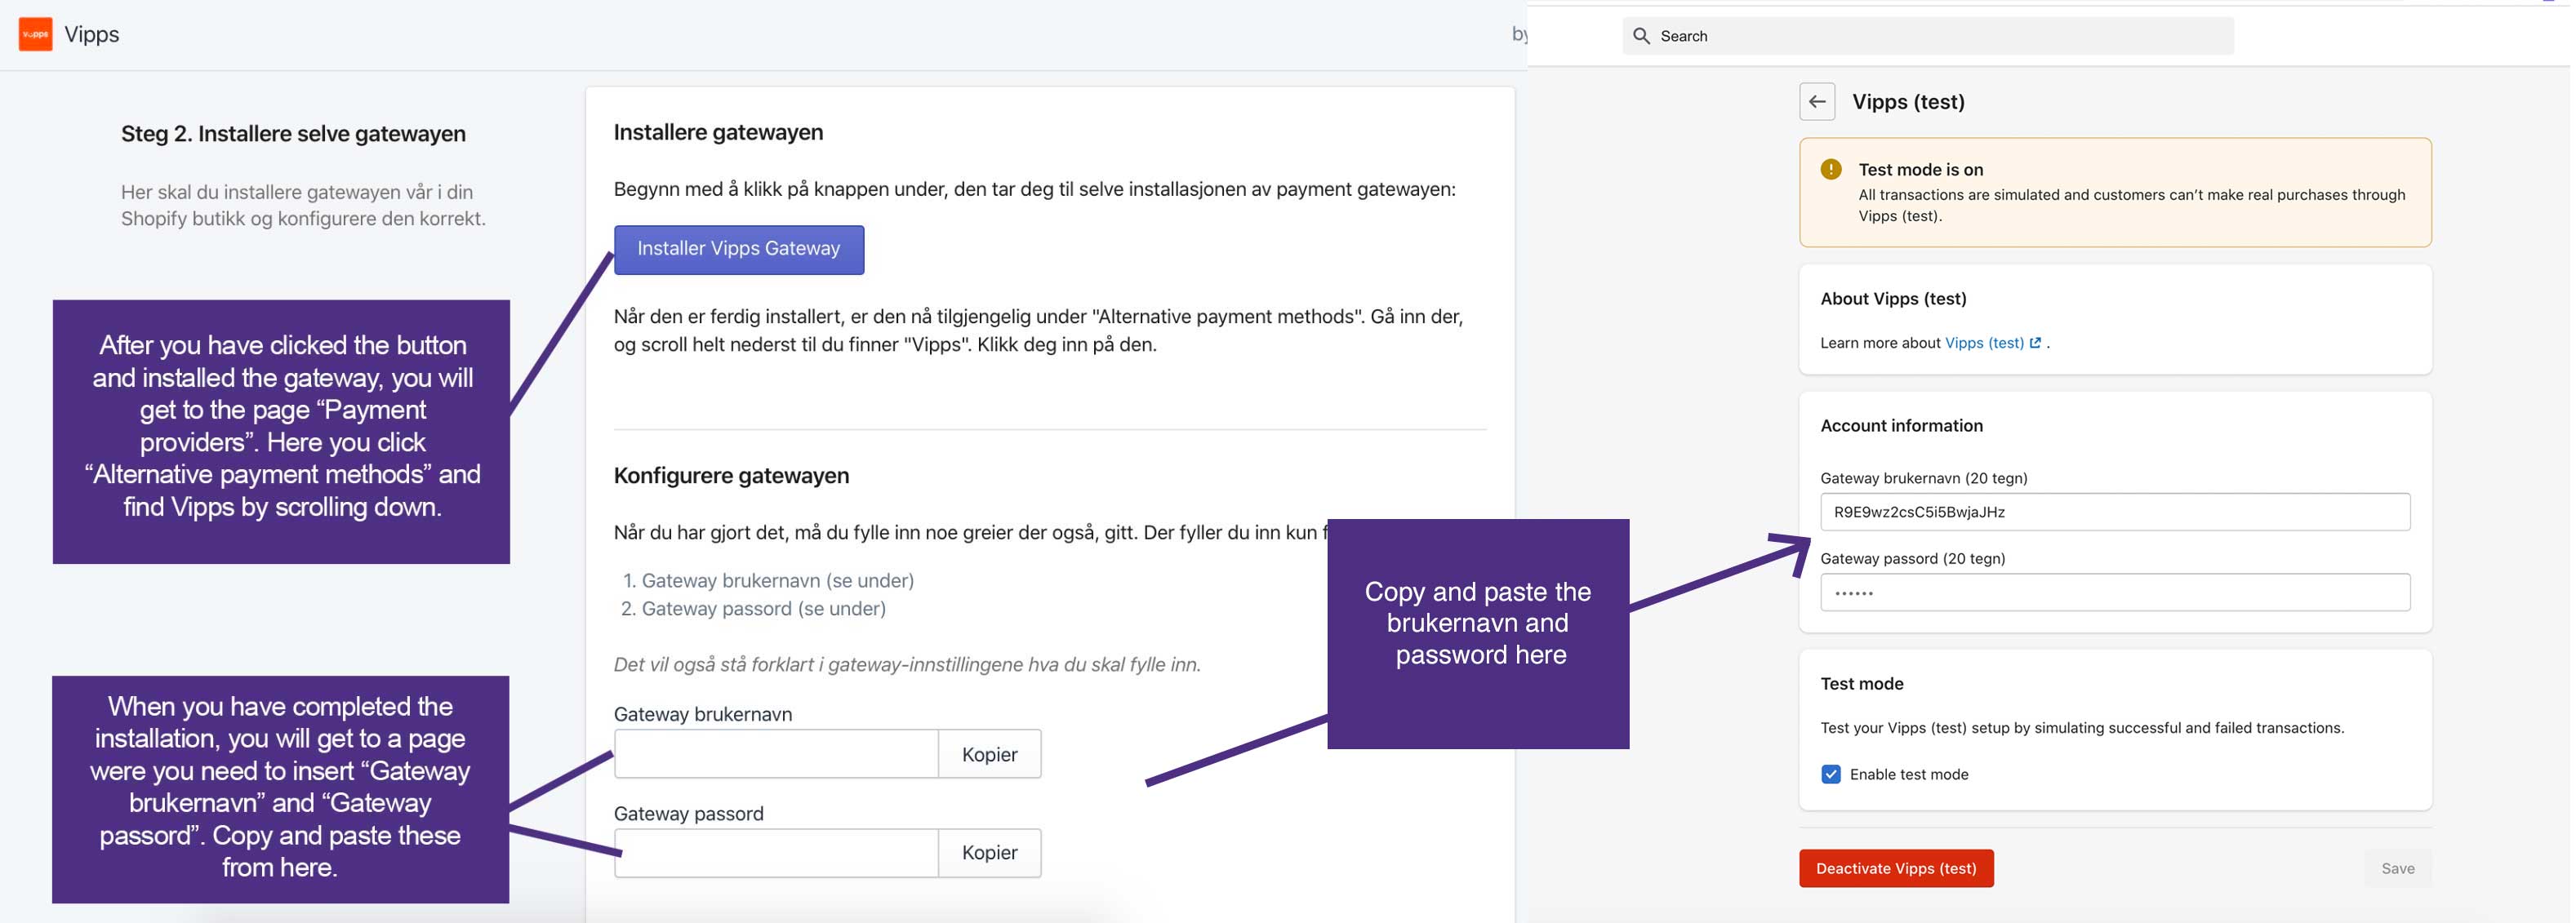 vipps
Vipps
by
Search
Steg 2. Installere selve gatewayen
Her skal du installere gatewayen vår i din
Shopify butikk og konfigurere den korrekt.
After you have clicked the button
and installed the gateway, you will
get to the page “Payment
providers”. Here you click
“Alternative payment methods” and
find Vipps by scrolling down.
When you have completed the
installation, you will get to a page
were you need to insert “Gateway
brukernavn” and “Gateway
passord”. Copy and paste these
from here.
Installere gatewayen
Begynn med å klikk på knappen under, den tar deg til selve installasjonen av payment gatewayen:
Installer Vipps Gateway
Når den er ferdig installert, er den nå tilgjengelig under "Alternative payment methods". Gå inn der,
og scroll helt nederst til du finner "Vipps". Klikk deg inn på den.
Konfigurere gatewayen
Når du har gjort det, må du fylle inn noe greier der også, gitt. Der fyller du inn kun
1. Gateway brukernavn (se under)
2. Gateway passord (se under)
Det vil også stå forklart i gateway-innstillingene hva du skal fylle inn.
Gateway brukernavn
Kopier
Gateway passord
Kopier
Copy and paste the
brukernavn and
password here
Vipps (test)
Test mode is on
All transactions are simulated and customers can’t make real purchases through
Vipps (test).
About Vipps (test)
Learn more about Vipps (test) .
Account information
Gateway brukernavn (20 tegn)
R9E9wz2csC5i5BwjaJHz
Gateway passord (20 tegn)
••••••
Test mode
Test your Vipps (test) setup by simulating successful and failed transactions.
Enable test mode
Deactivate Vipps (test)
Save